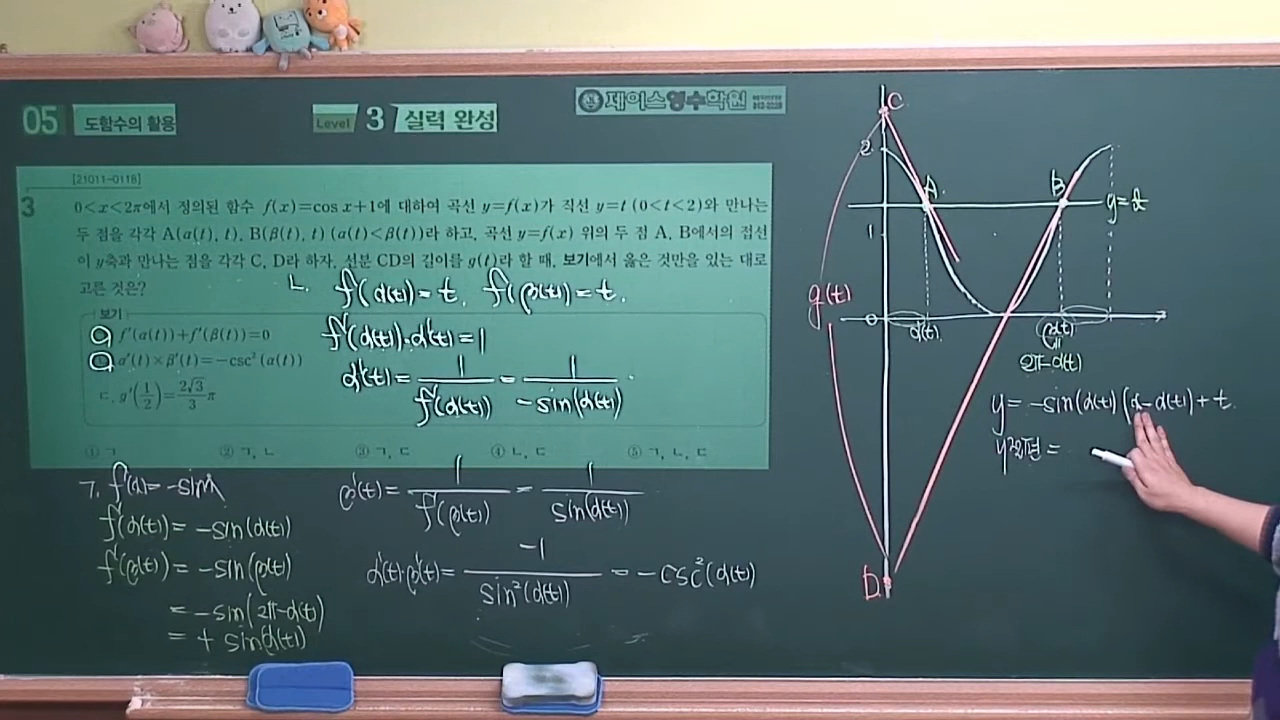 05 도함수의 활용
Level 3 실력 완성
제이스영수학원
[21011-0118]
3
0<x<2π에서 정의된 함수 f(x)=cos x+1에 대하여 곡선 y=f(x)가 직선 y=t (0<t<2)와 만나는
두 점을 각각 A(α(t), t), B(β(t), t) (α(t)<β(t))라 하고, 곡선 y=f(x) 위의 두 점 A, B에서의 접선
이 y축과 만나는 점을 각각 C, D라 하자. 선분 CD의 길이를 g(t)라 할 때, 보기에서 옳은 것만을 있는 대로
고른 것은?
보기
f'(α(t))+f'(β(t))=0
α'(t)×β'(t)=-csc²(α(t))
ㄷ. g'(1/2)=2√3/3 π
① ㄱ ② ㄱ, ㄴ ③ ㄱ, ㄷ ④ ㄴ, ㄷ ⑤ ㄱ, ㄴ, ㄷ
ㄴ. f(α(t))=t, f(β(t))=t.
f'(α(t))·α'(t)=1
α'(t)= 1/f'(α(t)) = 1/-sin(α(t)).
β'(t)= 1/f'(β(t)) = 1/sin(α(t))
α'(t)·β'(t)= -1/sin²(α(t)) = -csc²(α(t))
ㄱ. f'(x)=-sinx
f'(α(t))= -sin(α(t))
f'(β(t))= -sin(β(t))
= -sin(2π-α(t))
= + sin(α(t))
C
2
A
B
y=t
1
g(t)
0
α(t)
β(t)
2π-α(t)
y= -sin(α(t))(x-α(t))+t.
y절편 =
D